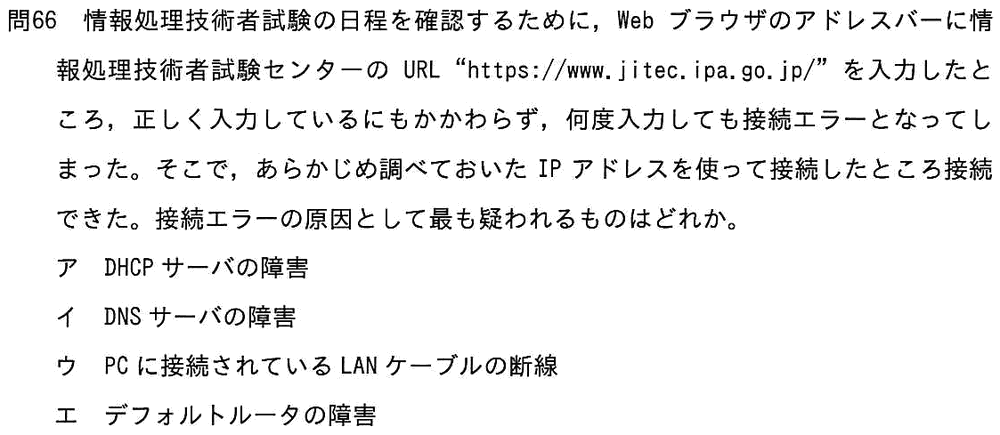 問66 情報処理技術者試験の日程を確認するために，Web ブラウザのアドレスバーに情
報処理技術者試験センターの URL “https://www.jitec.ipa.go.jp/” を入力したと
ころ，正しく入力しているにもかかわらず，何度入力しても接続エラーとなってし
まった。そこで，あらかじめ調べておいた IP アドレスを使って接続したところ接続
できた。接続エラーの原因として最も疑われるものはどれか。
ア DHCP サーバの障害
イ DNS サーバの障害
ウ PC に接続されている LAN ケーブルの断線
エ デフォルトルータの障害